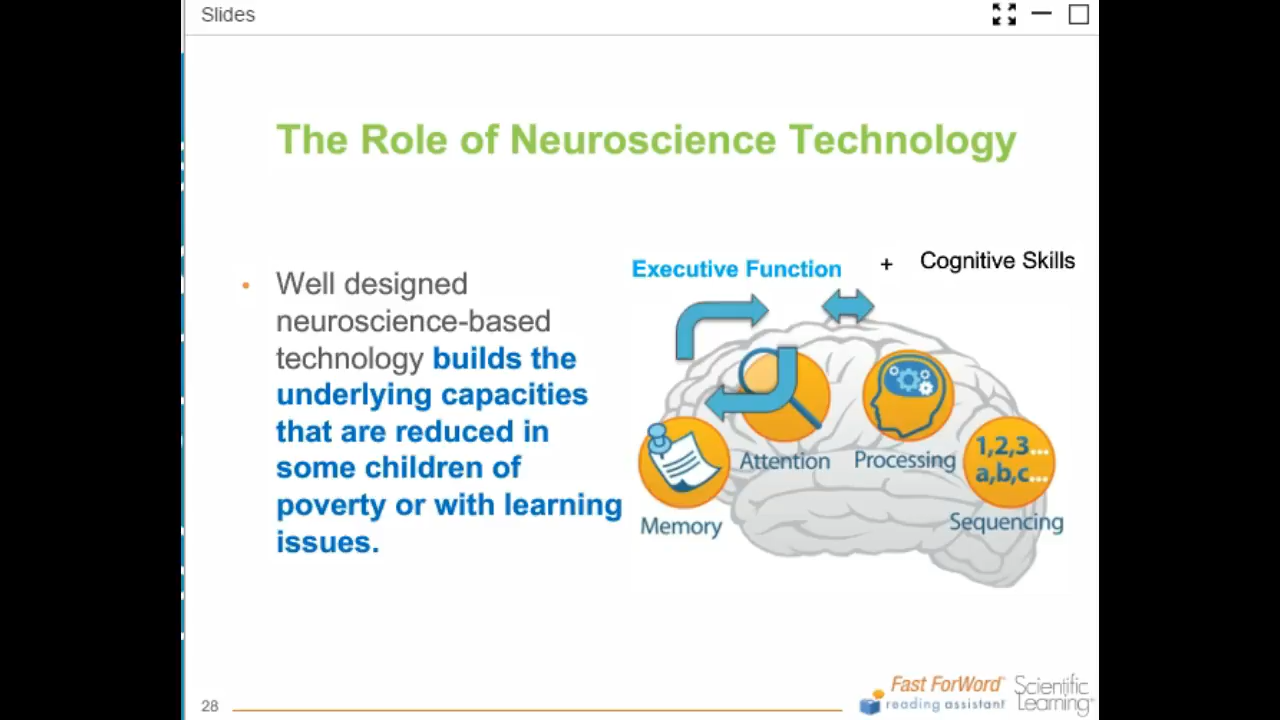 Slides
The Role of Neuroscience Technology
• Well designed
neuroscience-based
technology builds the
underlying capacities
that are reduced in
some children of
poverty or with learning
issues.
Executive Function + Cognitive Skills
Memory
Attention
Processing
1,2,3...
a,b,c...
Sequencing
28
Fast ForWord
reading assistant
Scientific
Learning